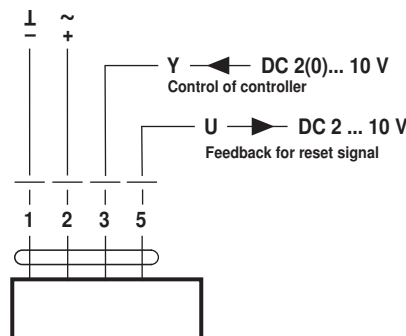 ⊥ ~
– +
Y DC 2(0)... 10 V
Control of controller
U DC 2 ... 10 V
Feedback for reset signal
1 2 3 5